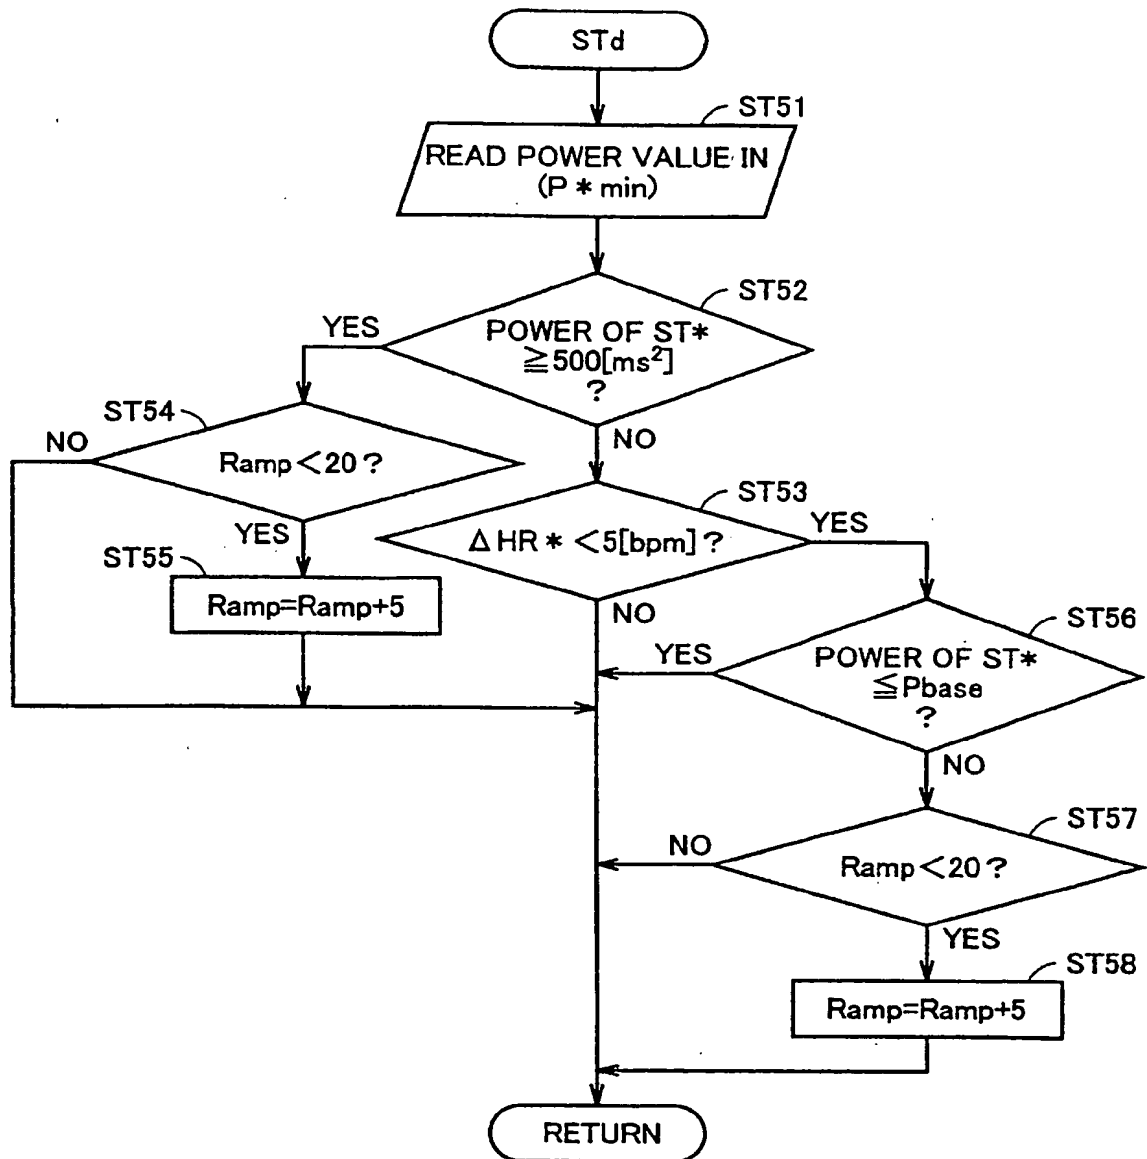 STd
ST51
READ POWER VALUE IN
(P * min)
ST52
YES
POWER OF ST*
≧500[ms²]
?
NO
ST54
NO
Ramp<20?
YES
ST53
ΔHR* <5[bpm]?
YES
NO
ST55
Ramp=Ramp+5
ST56
YES
POWER OF ST*
≦Pbase
?
NO
ST57
NO
Ramp<20?
YES
ST58
Ramp=Ramp+5
RETURN